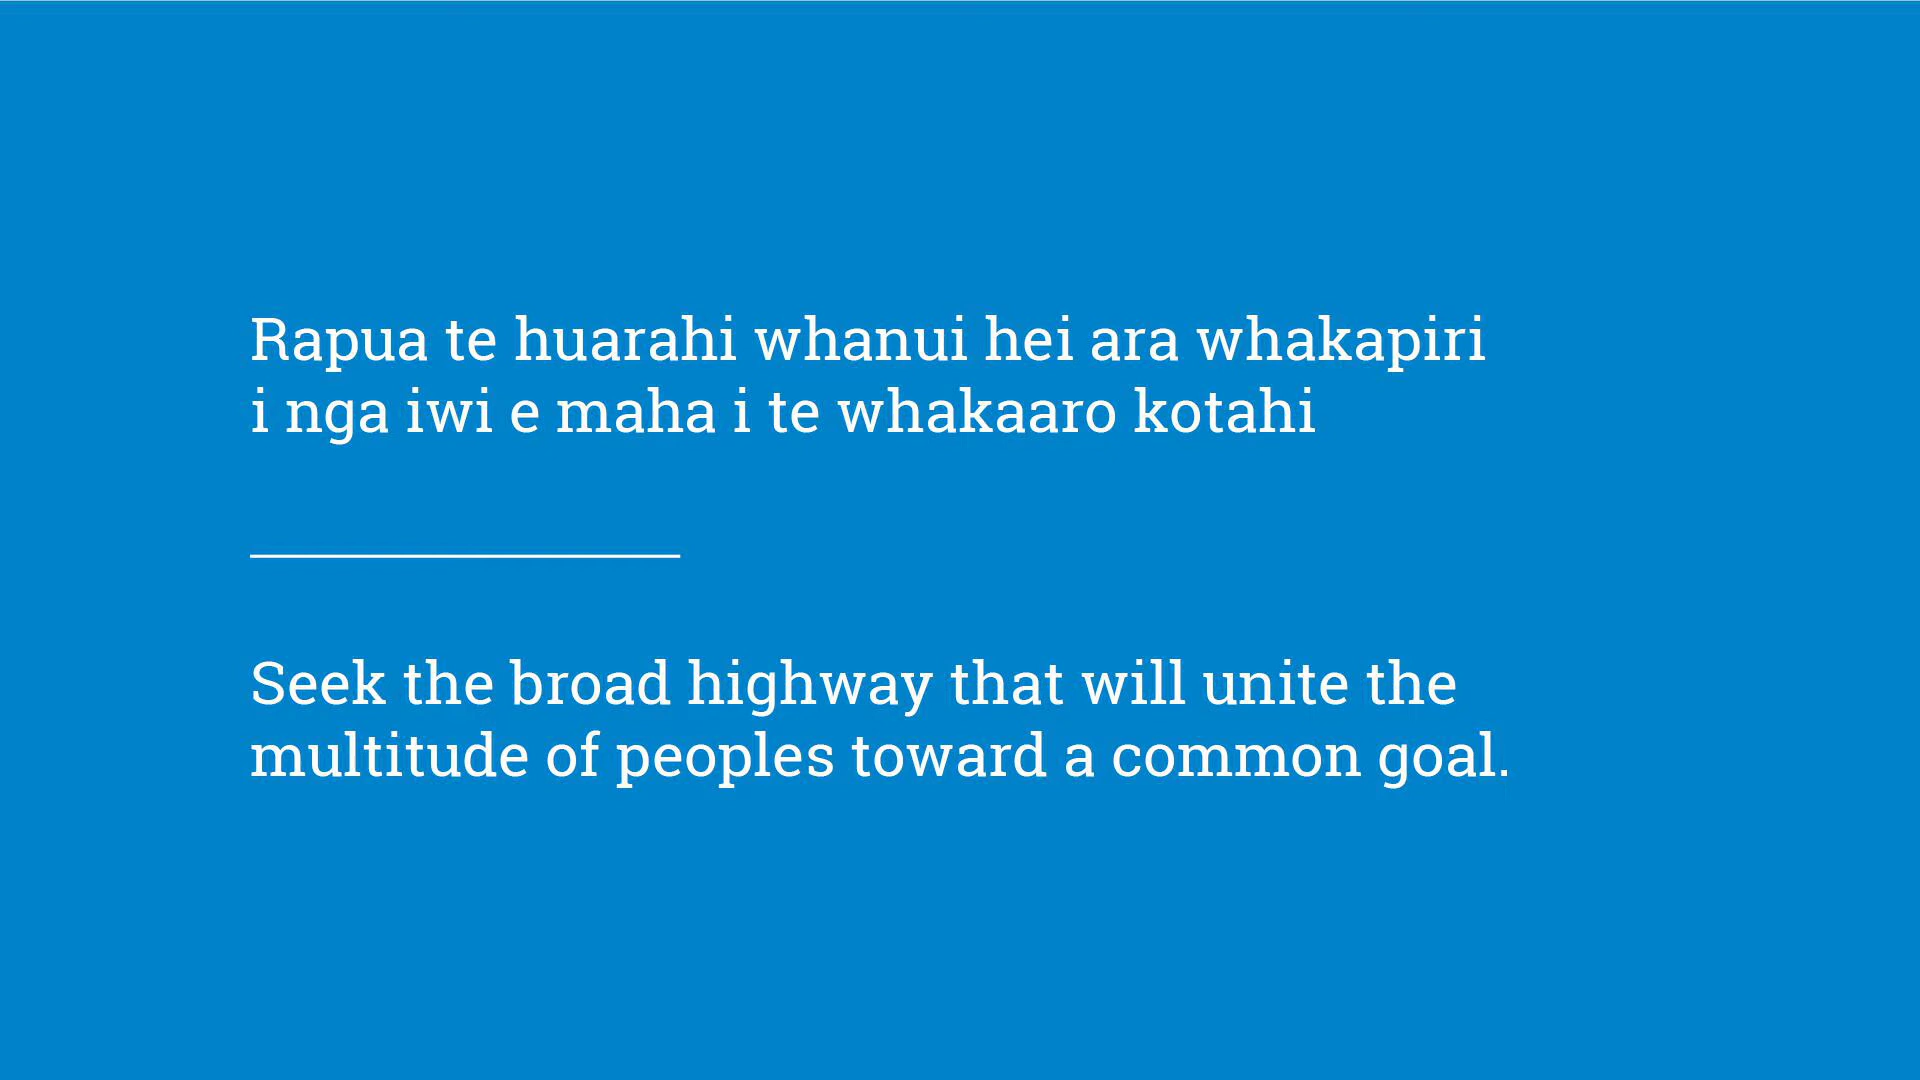 Rapua te huarahi whanui hei ara whakapiri
i nga iwi e maha i te whakaaro kotahi
Seek the broad highway that will unite the
multitude of peoples toward a common goal.